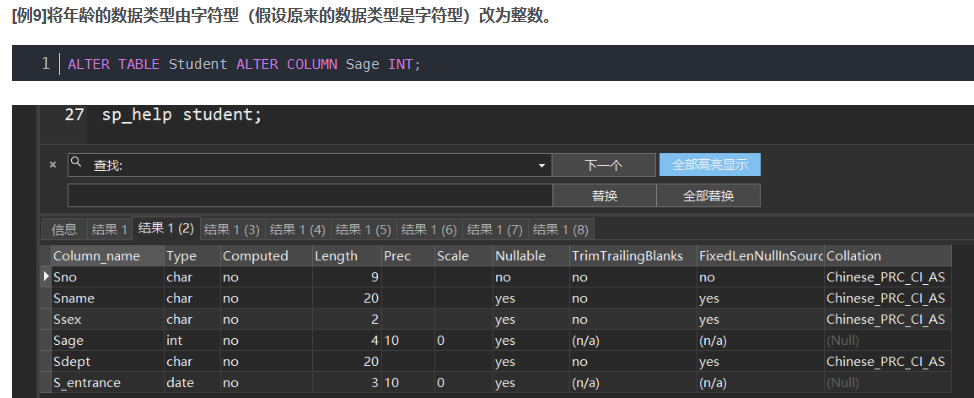 [例9]将年龄的数据类型由字符型（假设原来的数据类型是字符型）改为整数。
1 ALTER TABLE Student ALTER COLUMN Sage INT;
27 sp_help student;
× 查找: 下一个 全部高亮显示
替换 全部替换
信息 结果 1 结果 1 (2) 结果 1 (3) 结果 1 (4) 结果 1 (5) 结果 1 (6) 结果 1 (7) 结果 1 (8)
Column_name Type Computed Length Prec Scale Nullable TrimTrailingBlanks FixedLenNullInSourc Collation
Sno char no 9 no no no Chinese_PRC_CI_AS
Sname char no 20 yes no yes Chinese_PRC_CI_AS
Ssex char no 2 yes no yes Chinese_PRC_CI_AS
Sage int no 4 10 0 yes (n/a) (n/a) (Null)
Sdept char no 20 yes no yes Chinese_PRC_CI_AS
S_entrance date no 3 10 0 yes (n/a) (n/a) (Null)